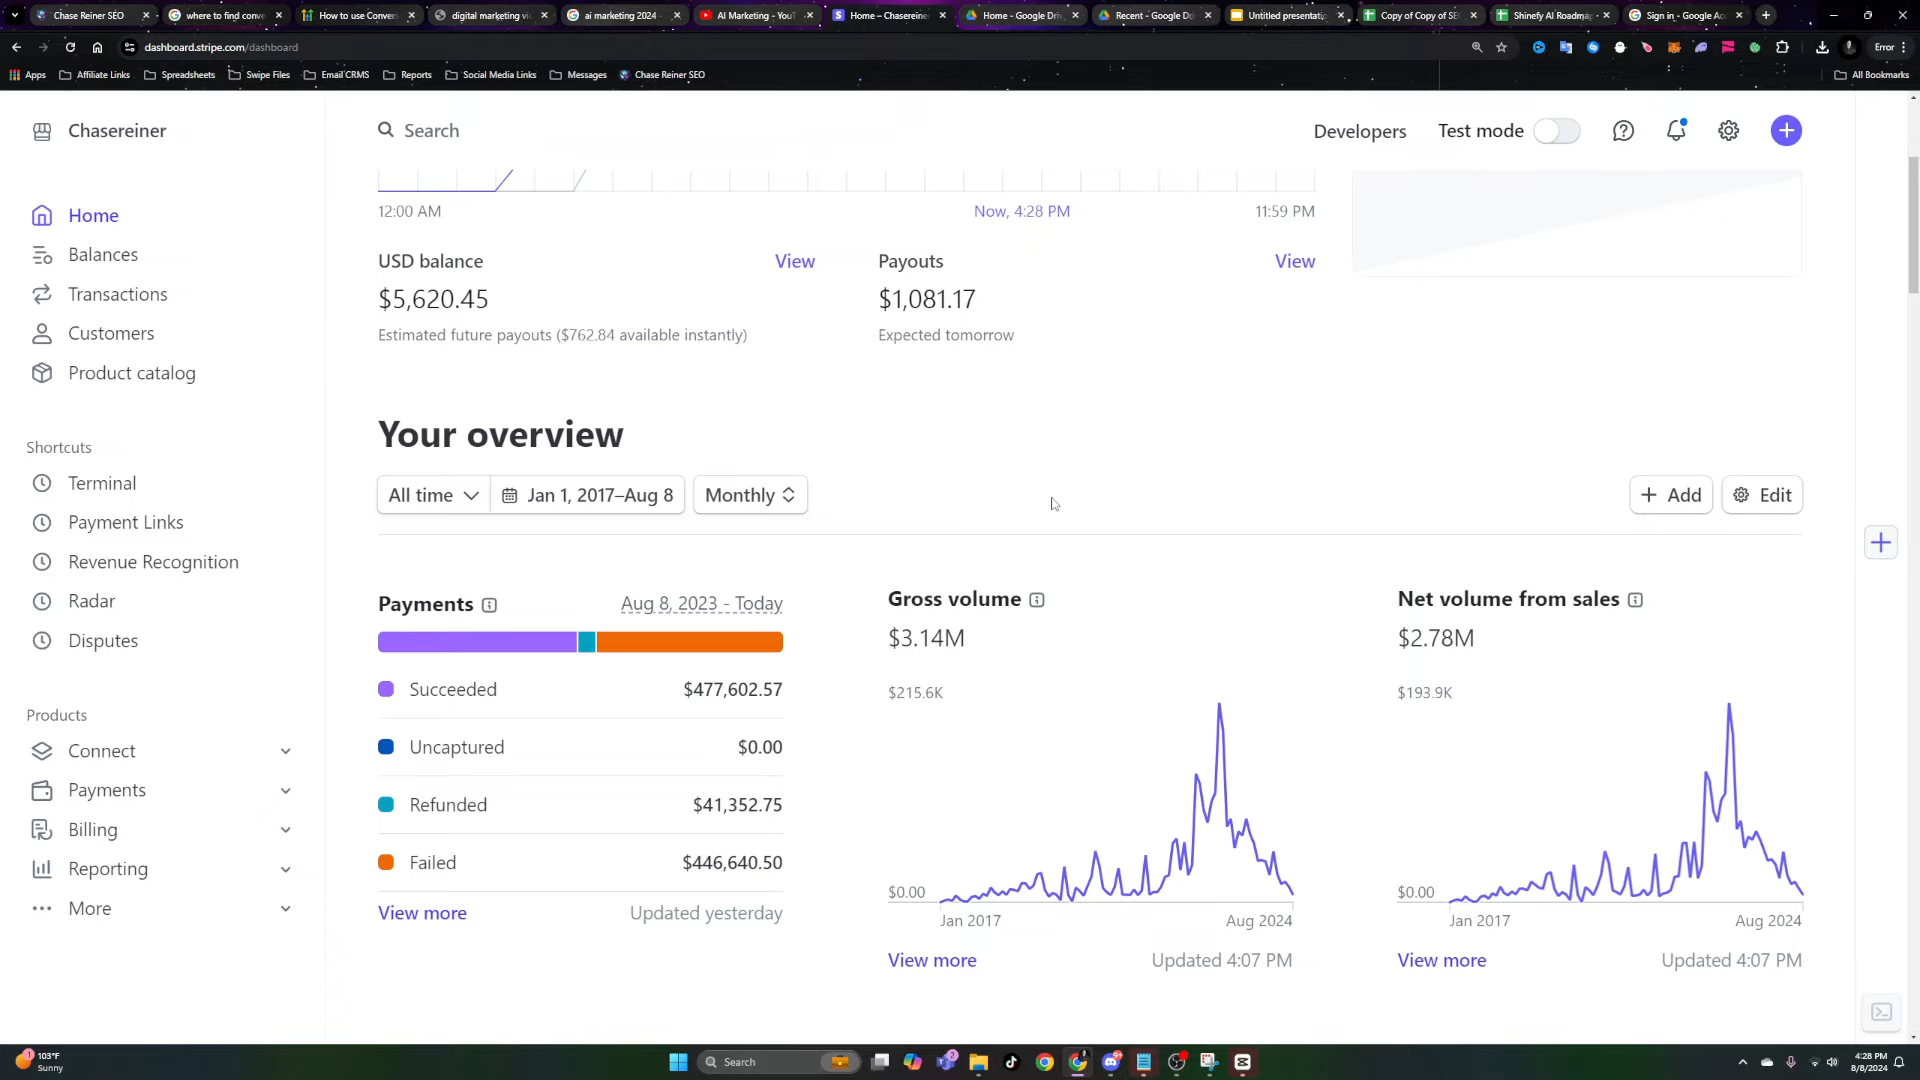 Chase Reiner SEO
where to find conve
How to use Conver
digital marketing vi
ai marketing 2024 -
AI Marketing - You
Home – Chasereine
Home - Google Dri
Recent - Google D
Untitled presentatio
Copy of Copy of SE
Shinefy AI Roadmap
Sign in - Google Ac
dashboard.stripe.com/dashboard
Error
Apps
Affiliate Links
Spreadsheets
Swipe Files
Email CRMS
Reports
Social Media Links
Messages
Chase Reiner SEO
All Bookmarks
Chasereiner
Search
Developers
Test mode
12:00 AM
Now, 4:28 PM
11:59 PM
Home
Balances
Transactions
Customers
Product catalog
Shortcuts
Terminal
Payment Links
Revenue Recognition
Radar
Disputes
Products
Connect
Payments
Billing
Reporting
More
USD balance
View
$5,620.45
Estimated future payouts ($762.84 available instantly)
Payouts
View
$1,081.17
Expected tomorrow
Your overview
All time
Jan 1, 2017–Aug 8
Monthly
Add
Edit
Payments
Aug 8, 2023 - Today
Succeeded
$477,602.57
Uncaptured
$0.00
Refunded
$41,352.75
Failed
$446,640.50
View more
Updated yesterday
Gross volume
$3.14M
$215.6K
$0.00
Jan 2017
Aug 2024
View more
Updated 4:07 PM
Net volume from sales
$2.78M
$193.9K
$0.00
Jan 2017
Aug 2024
View more
Updated 4:07 PM
103°F
Sunny
Search
4:28 PM
8/8/2024